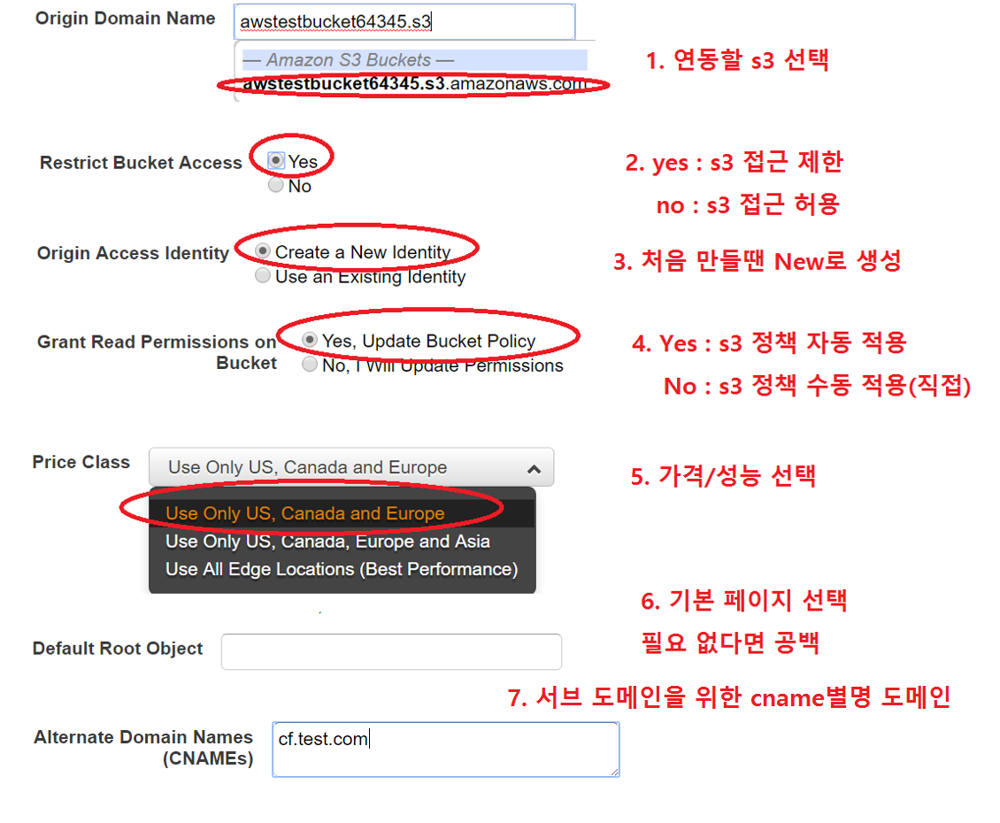 Origin Domain Name
awstestbucket64345.s3
— Amazon S3 Buckets —
awstestbucket64345.s3.amazonaws.com
1. 연동할 s3 선택
Restrict Bucket Access
Yes
No
2. yes : s3 접근 제한
no : s3 접근 허용
Origin Access Identity
Create a New Identity
Use an Existing Identity
3. 처음 만들땐 New로 생성
Grant Read Permissions on
Bucket
Yes, Update Bucket Policy
No, I Will Update Permissions
4. Yes : s3 정책 자동 적용
No : s3 정책 수동 적용(직접)
Price Class
Use Only US, Canada and Europe
Use Only US, Canada and Europe
Use Only US, Canada, Europe and Asia
Use All Edge Locations (Best Performance)
5. 가격/성능 선택
6. 기본 페이지 선택
필요 없다면 공백
Default Root Object
7. 서브 도메인을 위한 cname별명 도메인
Alternate Domain Names
(CNAMEs)
cf.test.com